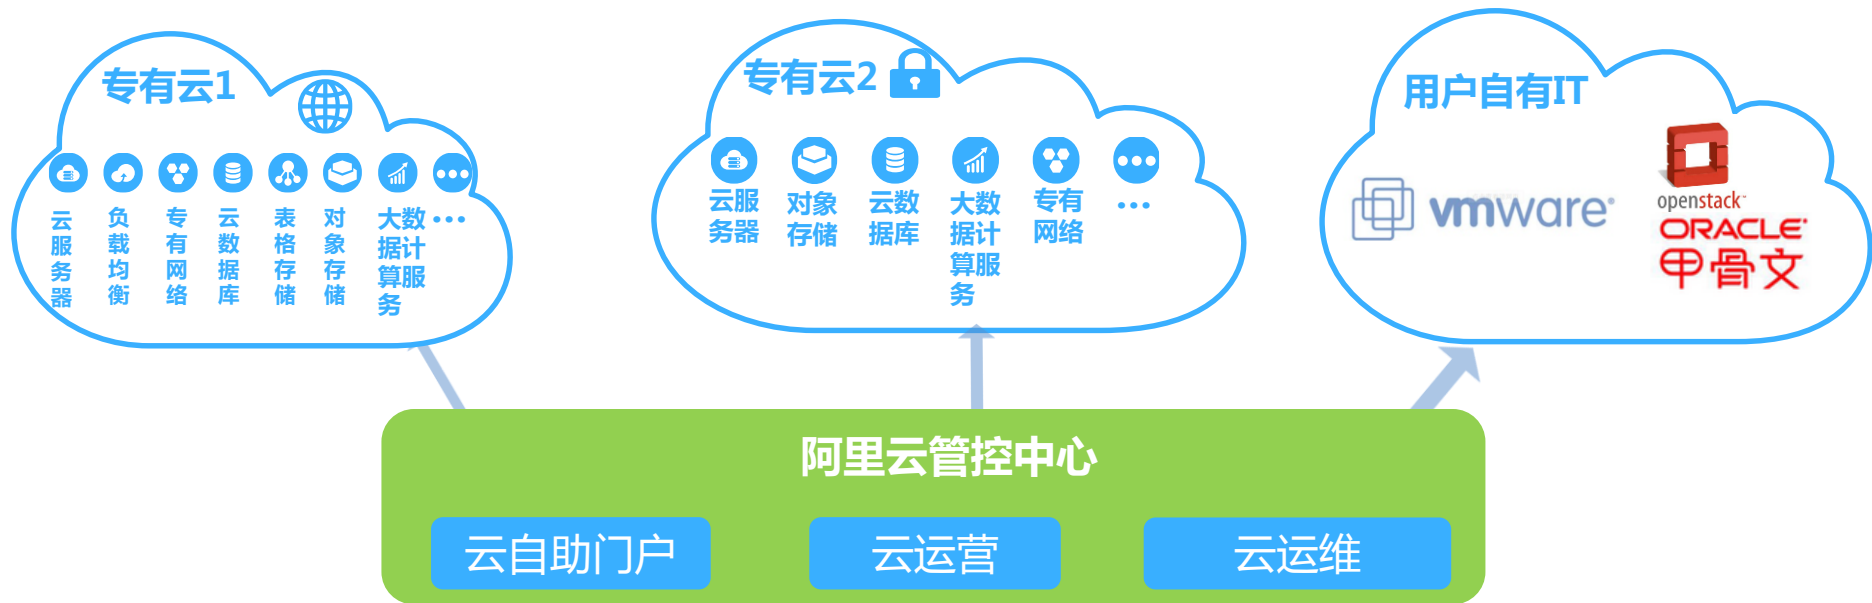 专有云1
云服务器
负载均衡
专有网络
云数据库
表格存储
对象存储
大数
据计
算服
务
•••
专有云2
云服
务器
对象
存储
云数
据库
大数
据计
算服
务
专有
网络
•••
用户自有IT
vmware
openstack
ORACLE
甲骨文
阿里云管控中心
云自助门户
云运营
云运维